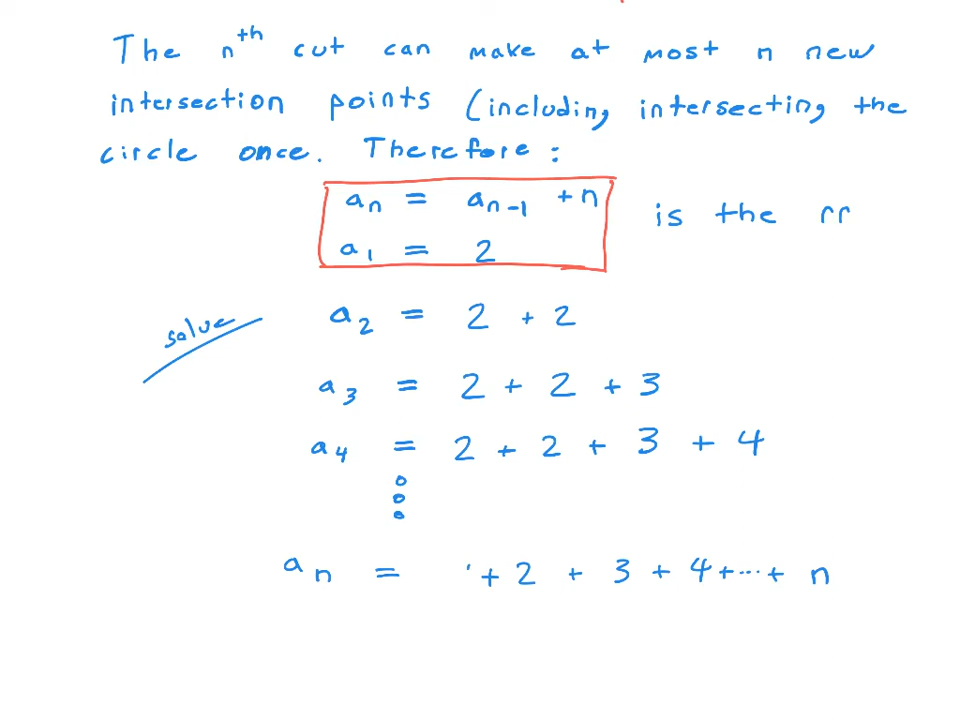 The nth cut can make at most n new
intersection points (including intersecting the
circle once. Therefore:
aₙ = aₙ₋₁ + n
a₁ = 2
is the rr
solve
a₂ = 2 + 2
a₃ = 2 + 2 + 3
a₄ = 2 + 2 + 3 + 4
aₙ = + 2 + 3 + 4 + ... + n